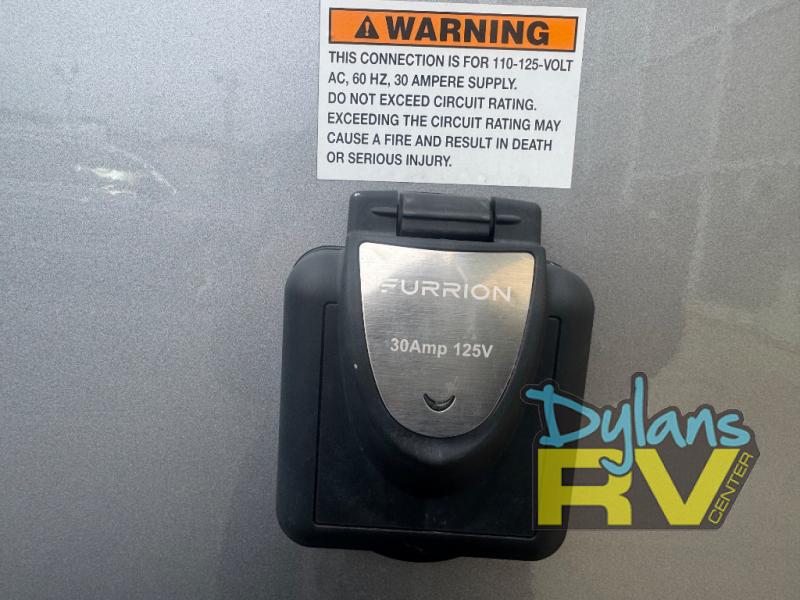 WARNING
THIS CONNECTION IS FOR 110-125-VOLT
AC, 60 HZ, 30 AMPERE SUPPLY.
DO NOT EXCEED CIRCUIT RATING.
EXCEEDING THE CIRCUIT RATING MAY
CAUSE A FIRE AND RESULT IN DEATH
OR SERIOUS INJURY.
FURRION
30Amp 125V
Dylans
RV
CENTER